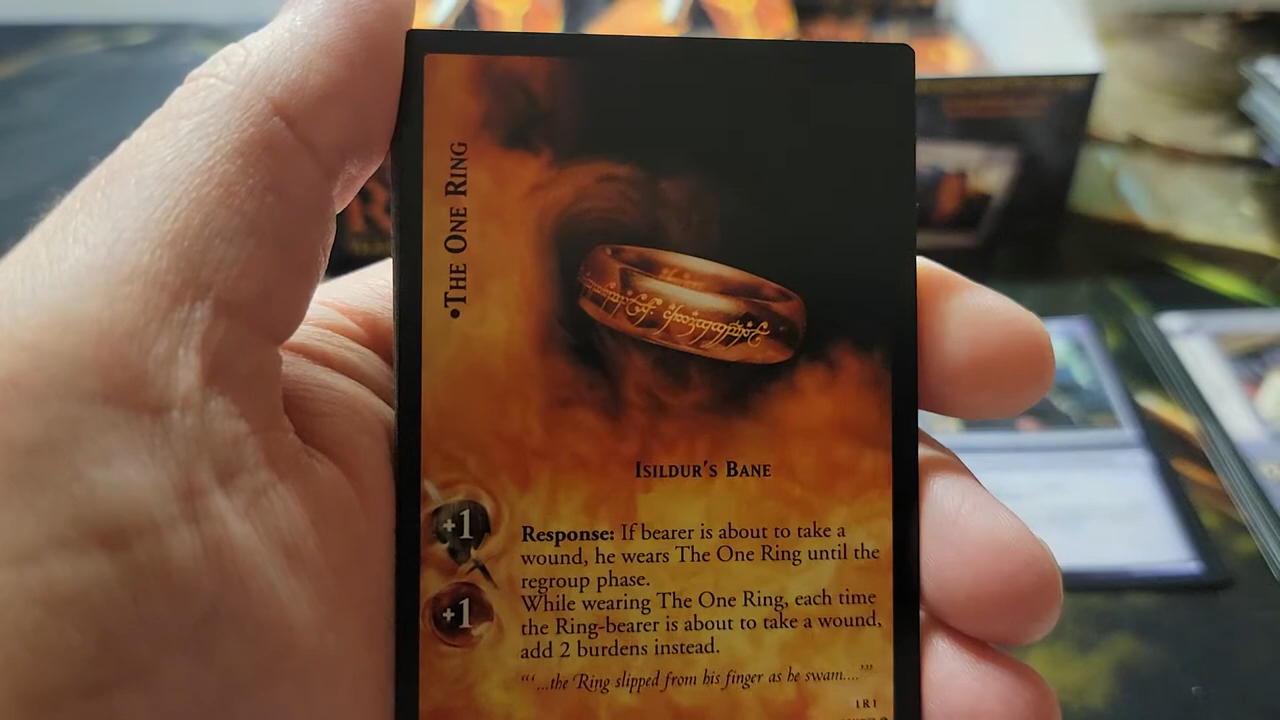 •The One Ring
Isildur's Bane
+1
Response: If bearer is about to take a
wound, he wears The One Ring until the
regroup phase.
+1
While wearing The One Ring, each time
the Ring-bearer is about to take a wound,
add 2 burdens instead.
“‘...the Ring slipped from his finger as he swam....’”
1R1